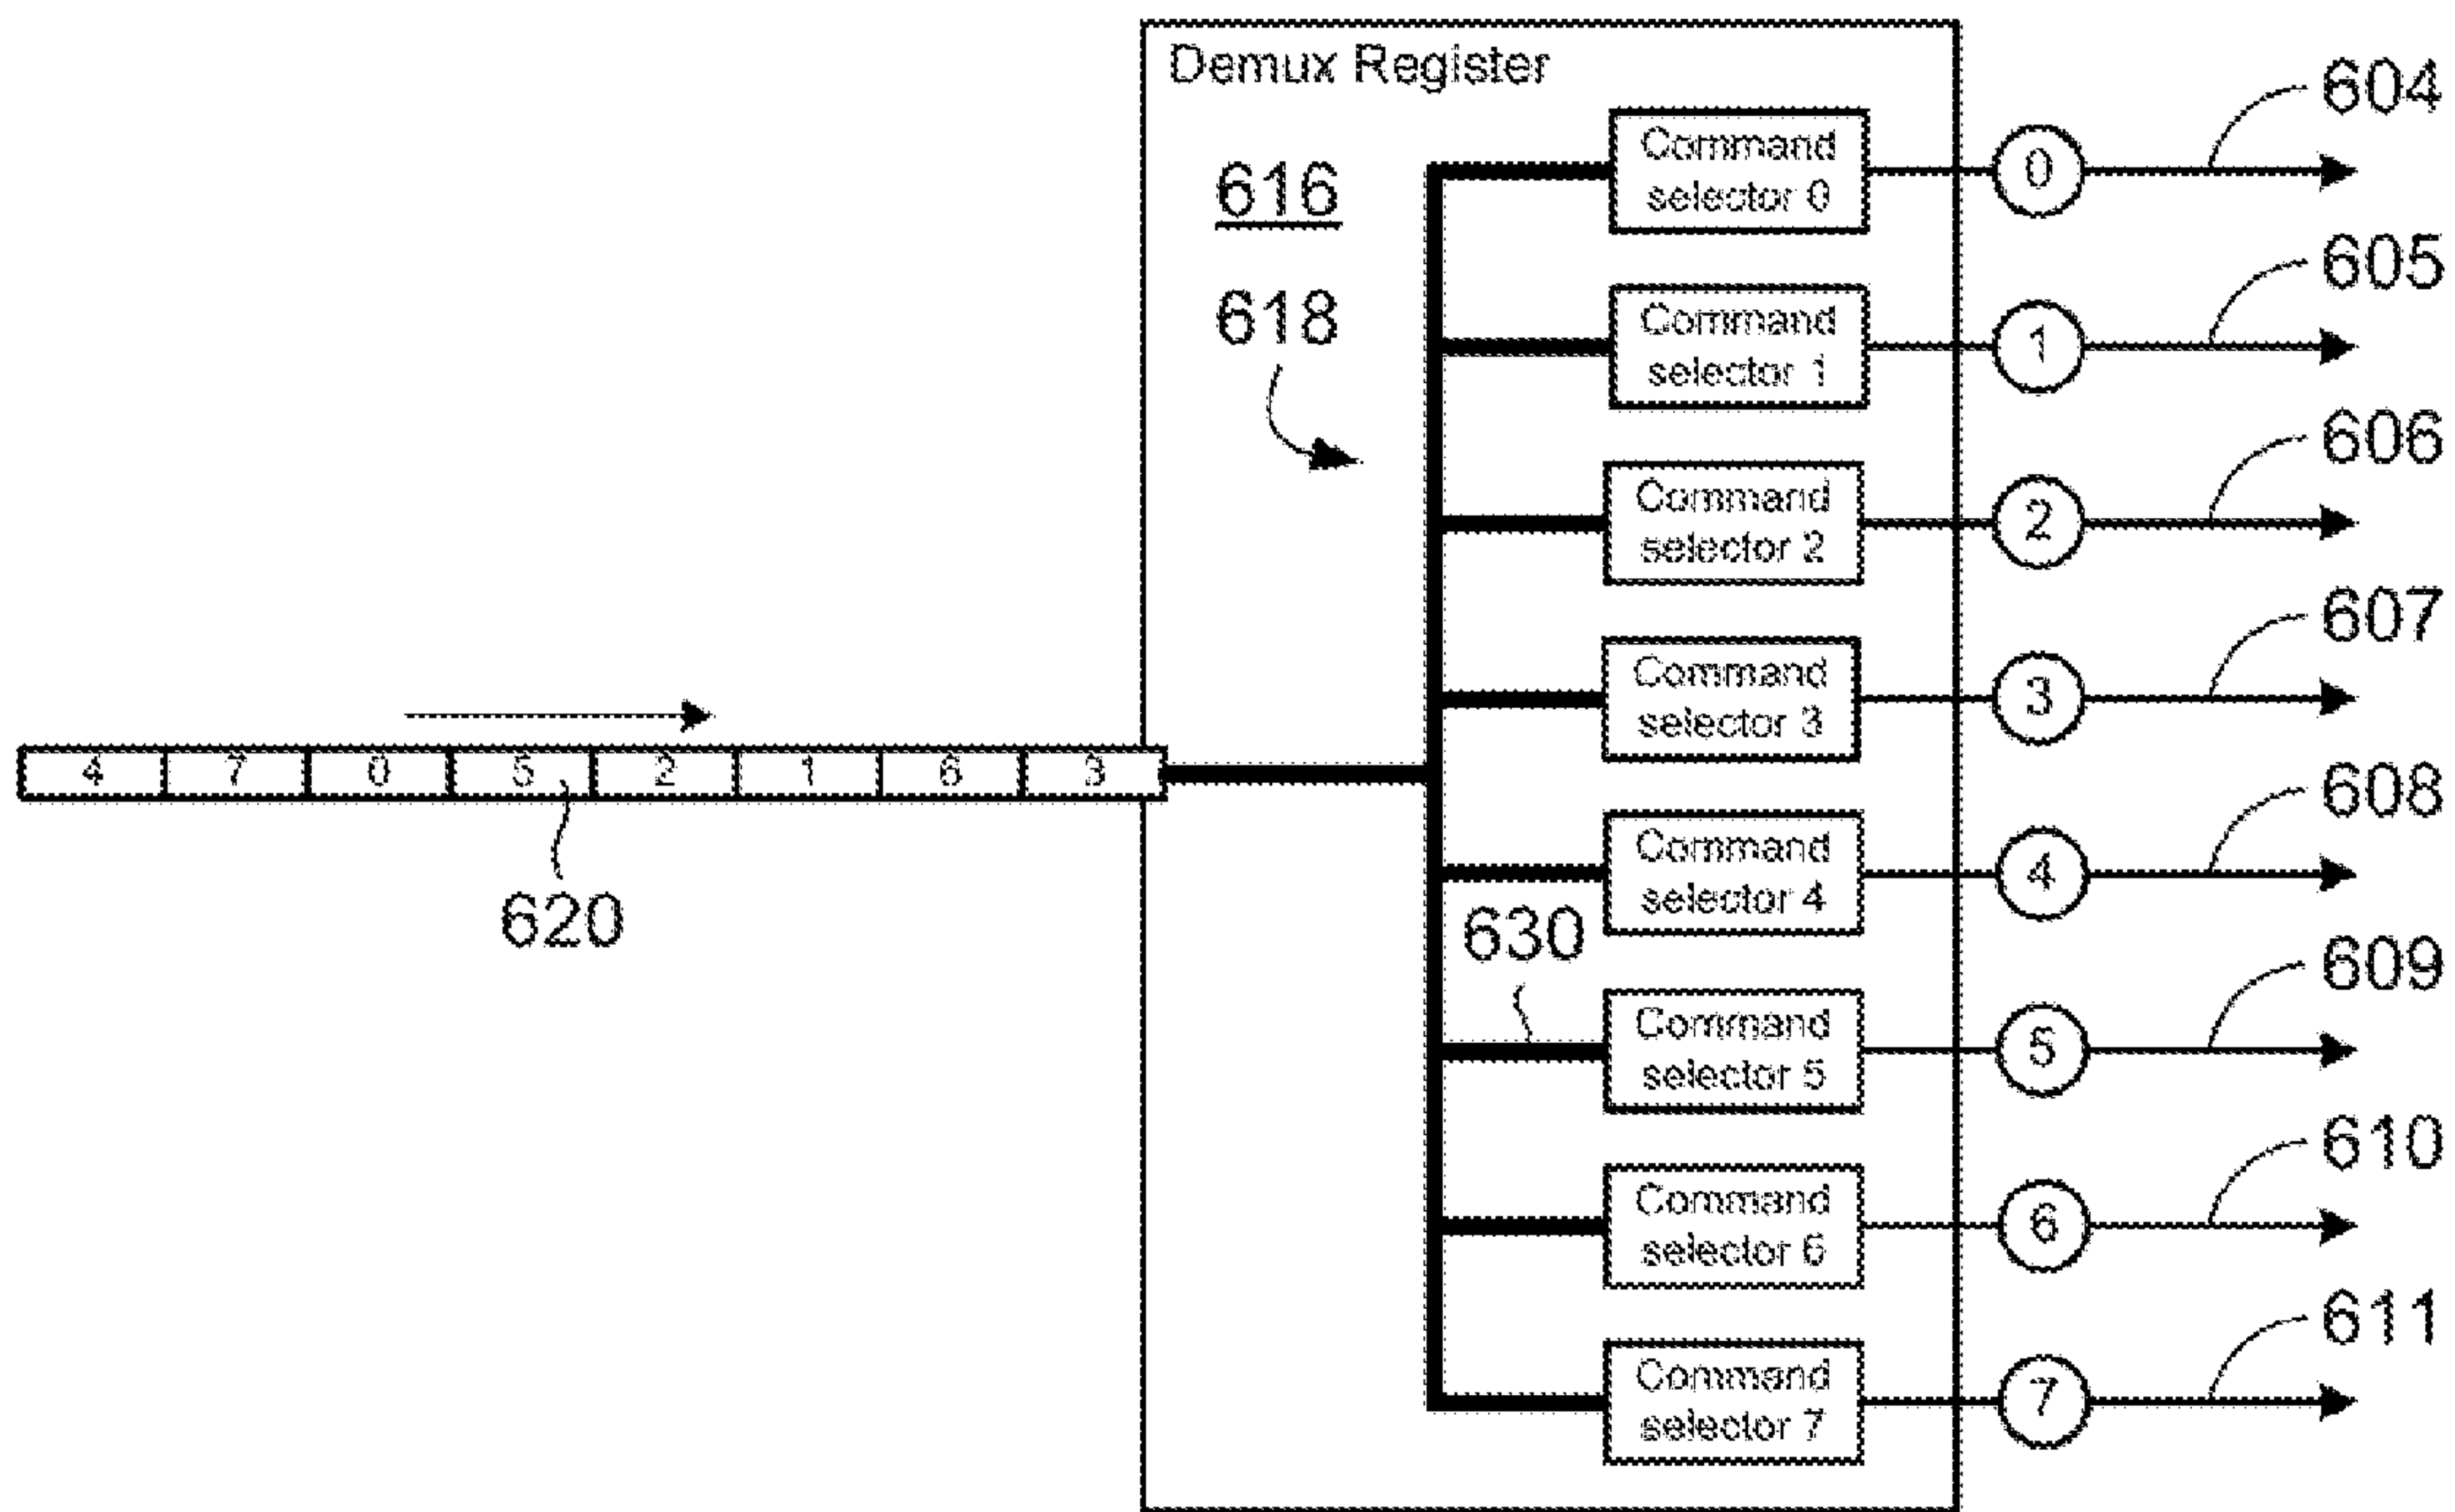 Demux Register
616
618
Command
selector 0
0
604
Command
selector 1
1
605
Command
selector 2
2
606
Command
selector 3
3
607
4 7 0 5 2 1 6 3
620
Command
selector 4
4
608
630
Command
selector 5
5
609
Command
selector 6
6
610
Command
selector 7
7
611